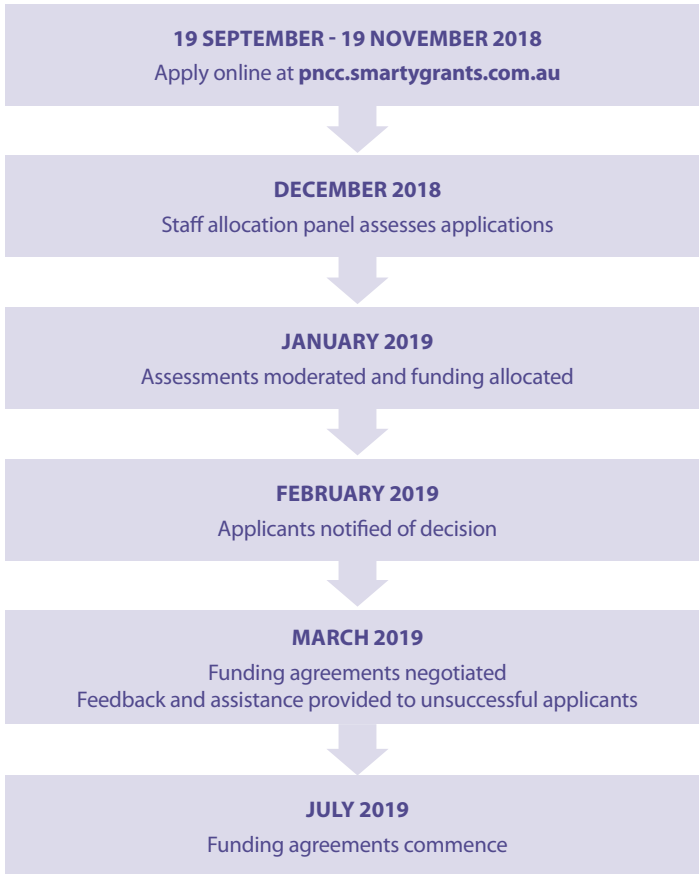 19 SEPTEMBER - 19 NOVEMBER 2018
Apply online at pncc.smartygrants.com.au
DECEMBER 2018
Staff allocation panel assesses applications
JANUARY 2019
Assessments moderated and funding allocated
FEBRUARY 2019
Applicants notified of decision
MARCH 2019
Funding agreements negotiated
Feedback and assistance provided to unsuccessful applicants
JULY 2019
Funding agreements commence